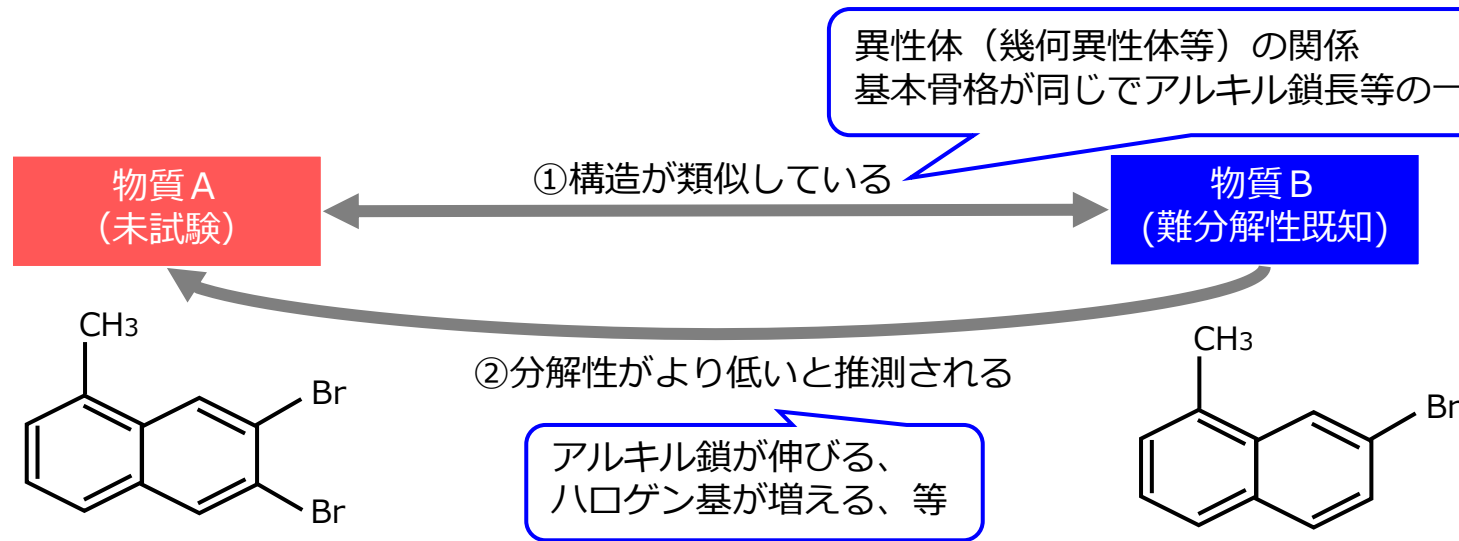 異性体（幾何異性体等）の関係
基本骨格が同じでアルキル鎖長等の一
物質Ａ
（未試験）
①構造が類似している
物質Ｂ
(難分解性既知)
②分解性がより低いと推測される
アルキル鎖が伸びる、
ハロゲン基が増える、等
CH3
Br
Br
CH3
Br